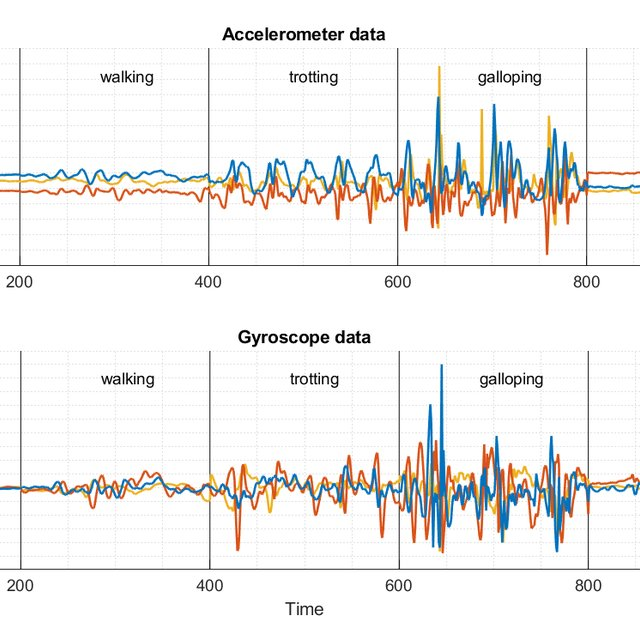 Accelerometer data
walking trotting galloping
200 400 600 800
Gyroscope data
walking trotting galloping
200 400 600 800
Time